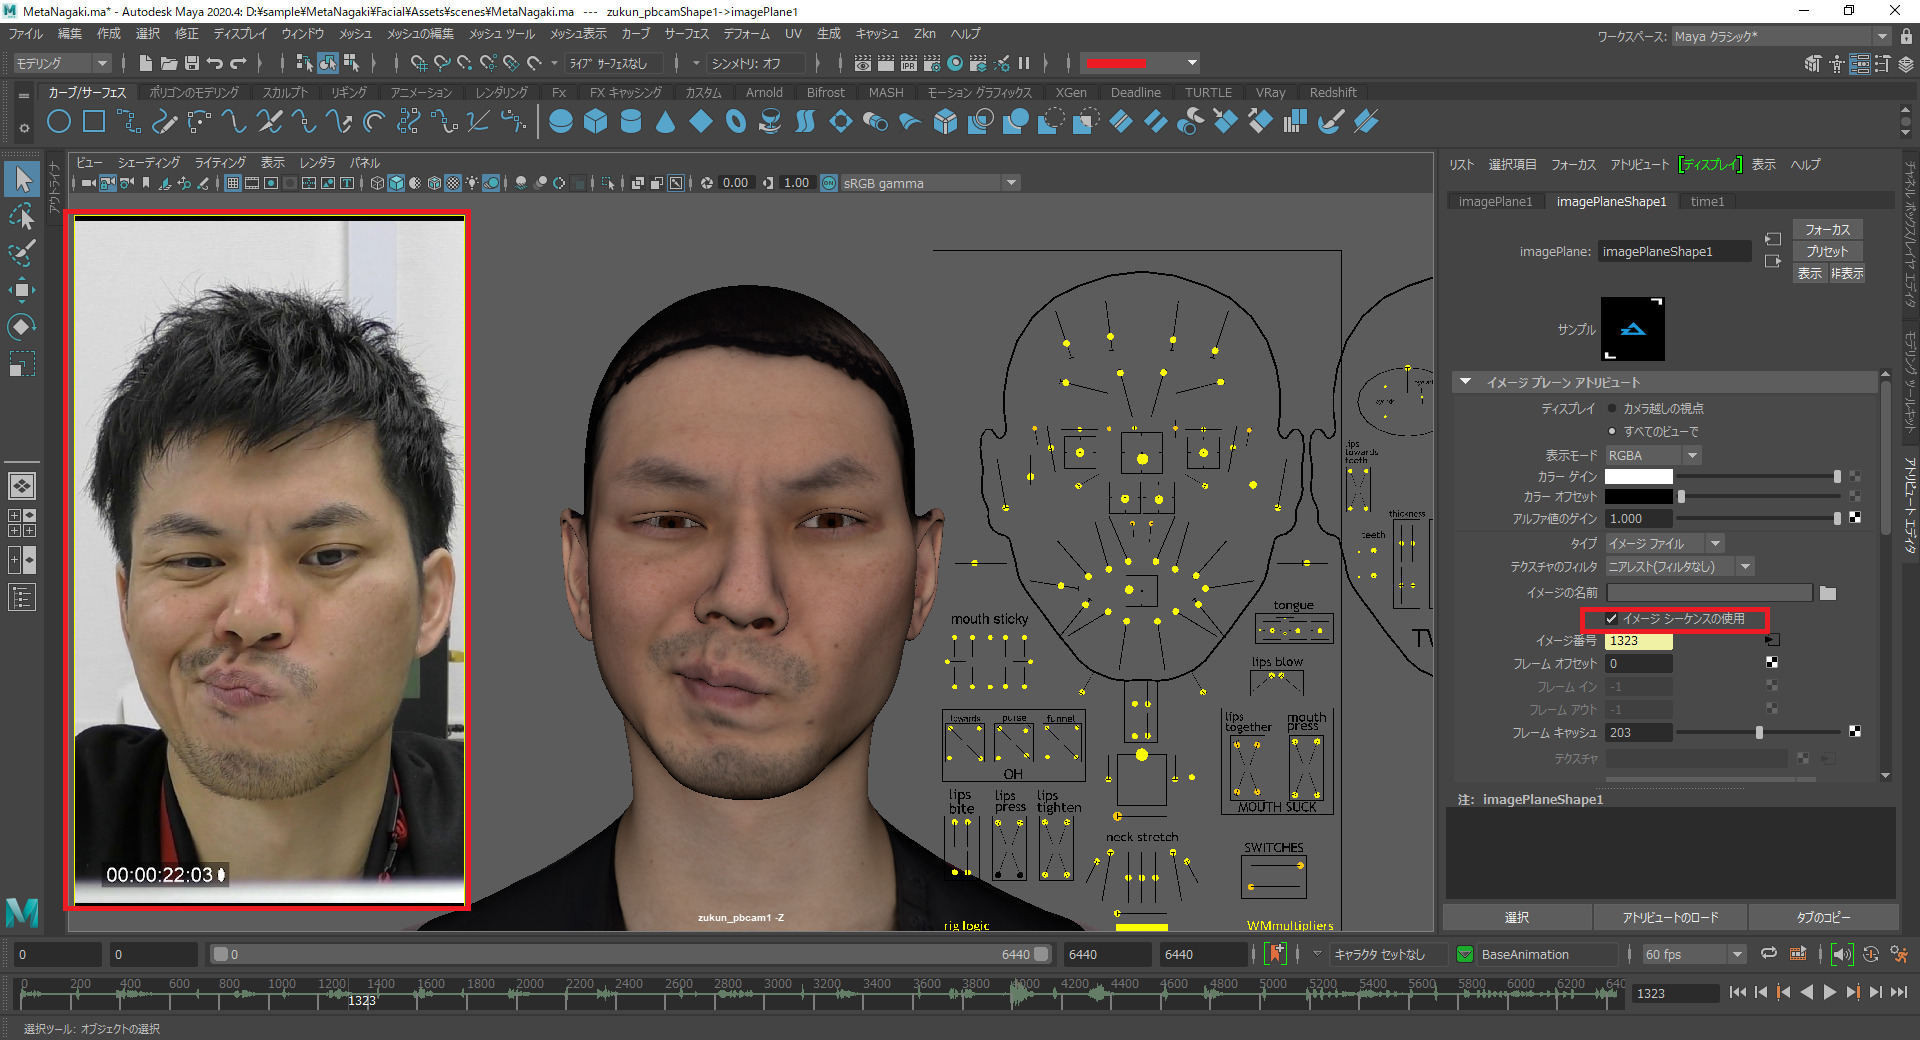 MetaNagaki.ma* - Autodesk Maya 2020.4: D:¥sample¥MetaNagaki¥Facial¥Assets¥scenes¥MetaNagaki.ma --- zukun_pbcamShape1->imagePlane1
ファイル 編集 作成 選択 修正 ディスプレイ ウィンドウ メッシュ メッシュの編集 メッシュ ツール メッシュ表示 カーブ サーフェス デフォーム UV 生成 キャッシュ Zkn ヘルプ
ワークスペース: Maya クラシック*
モデリング
ライブ サーフェスなし
シンメトリ: オフ
IPR
カーブ/サーフェス ポリゴンのモデリング スカルプト リギング アニメーション レンダリング Fx FX キャッシング カスタム Arnold Bifrost MASH モーション グラフィックス XGen Deadline TURTLE VRay Redshift
アウトライナ
ビュー シェーディング ライティング 表示 レンダラ パネル
0.00 1.00 ON sRGB gamma
00:00:22:03
zukun_pbcam1 -Z
mouth sticky
towards purse funnel
OH
lips bite
lips press
lips tighten
tongue
lips blow
lips together
mouth press
MOUTH SUCK
neck stretch
SWITCHES
rig logic
WMmultipliers
lips towards teeth
thickness
teeth
リスト 選択項目 フォーカス アトリビュート ディスプレイ 表示 ヘルプ
imagePlane1 imagePlaneShape1 time1
imagePlane: imagePlaneShape1
フォーカス
プリセット
表示 非表示
サンプル
イメージ プレーン アトリビュート
ディスプレイ カメラ越しの視点
すべてのビューで
表示モード RGBA
カラー ゲイン
カラー オフセット
アルファ値のゲイン 1.000
タイプ イメージ ファイル
テクスチャのフィルタ ニアレスト(フィルタなし)
イメージの名前
イメージ シーケンスの使用
イメージ番号 1323
フレーム オフセット 0
フレーム イン -1
フレーム アウト -1
フレーム キャッシュ 203
テクスチャ
注: imagePlaneShape1
選択 アトリビュートのロード タブのコピー
チャネル ボックス/レイヤ エディタ
モデリング ツールキット
アトリビュート エディタ
0 0 0 6440 6440 6440 キャラクタ セットなし BaseAnimation 60 fps
0 200 400 600 800 1000 1200 1400 1600 1800 2000 2200 2400 2600 2800 3000 3200 3400 3600 3800 4000 4200 4400 4600 4800 5000 5200 5400 5600 5800 6000 6200 640
1323
1323
選択ツール: オブジェクトの選択